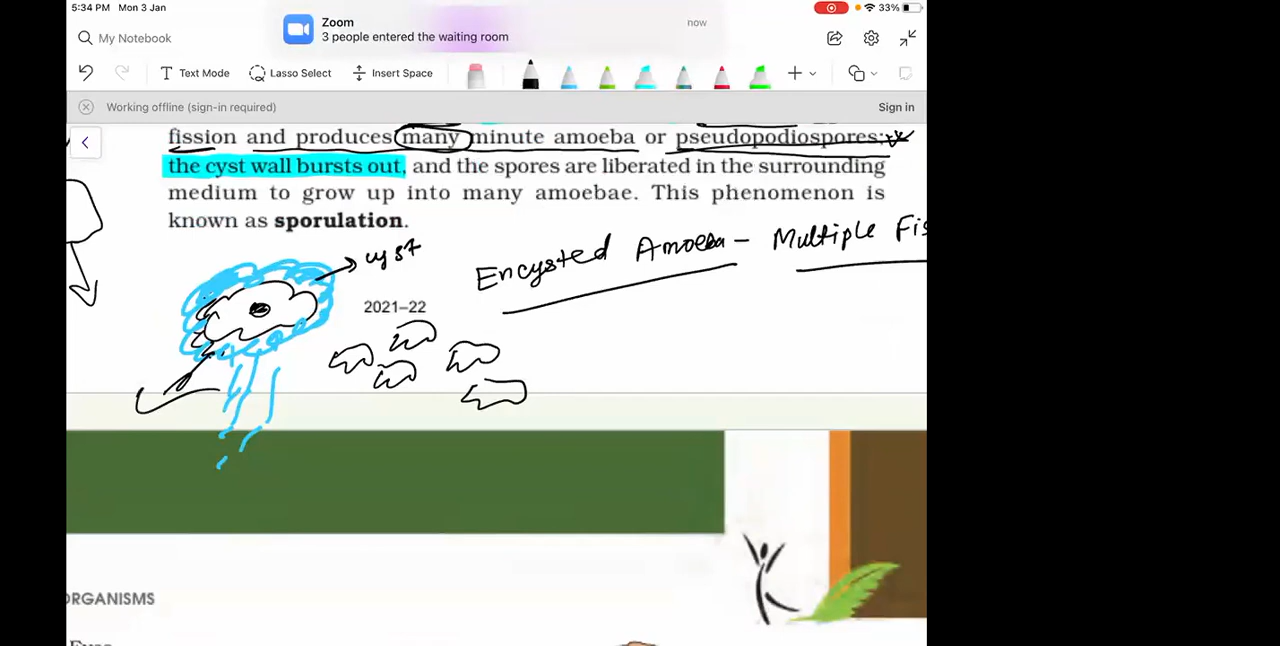 5:34 PM Mon 3 Jan
33%
Zoom
now
3 people entered the waiting room
My Notebook
Text Mode
Lasso Select
Insert Space
Working offline (sign-in required)
Sign in
fission and produces many minute amoeba or pseudopodiospores;
the cyst wall bursts out, and the spores are liberated in the surrounding
medium to grow up into many amoebae. This phenomenon is
known as sporulation.
cyst
Encysted Amoeba - Multiple Fis
2021–22
ORGANISMS